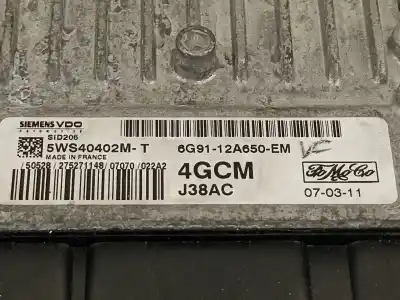 SIEMENS VDO
AUTOMOTIVE
SID206
5WS40402M-T
MADE IN FRANCE
6G91-12A650-EM
/50528/275271148/07070/022A2
4GCM
J38AC
FoMoCo
07-03-11